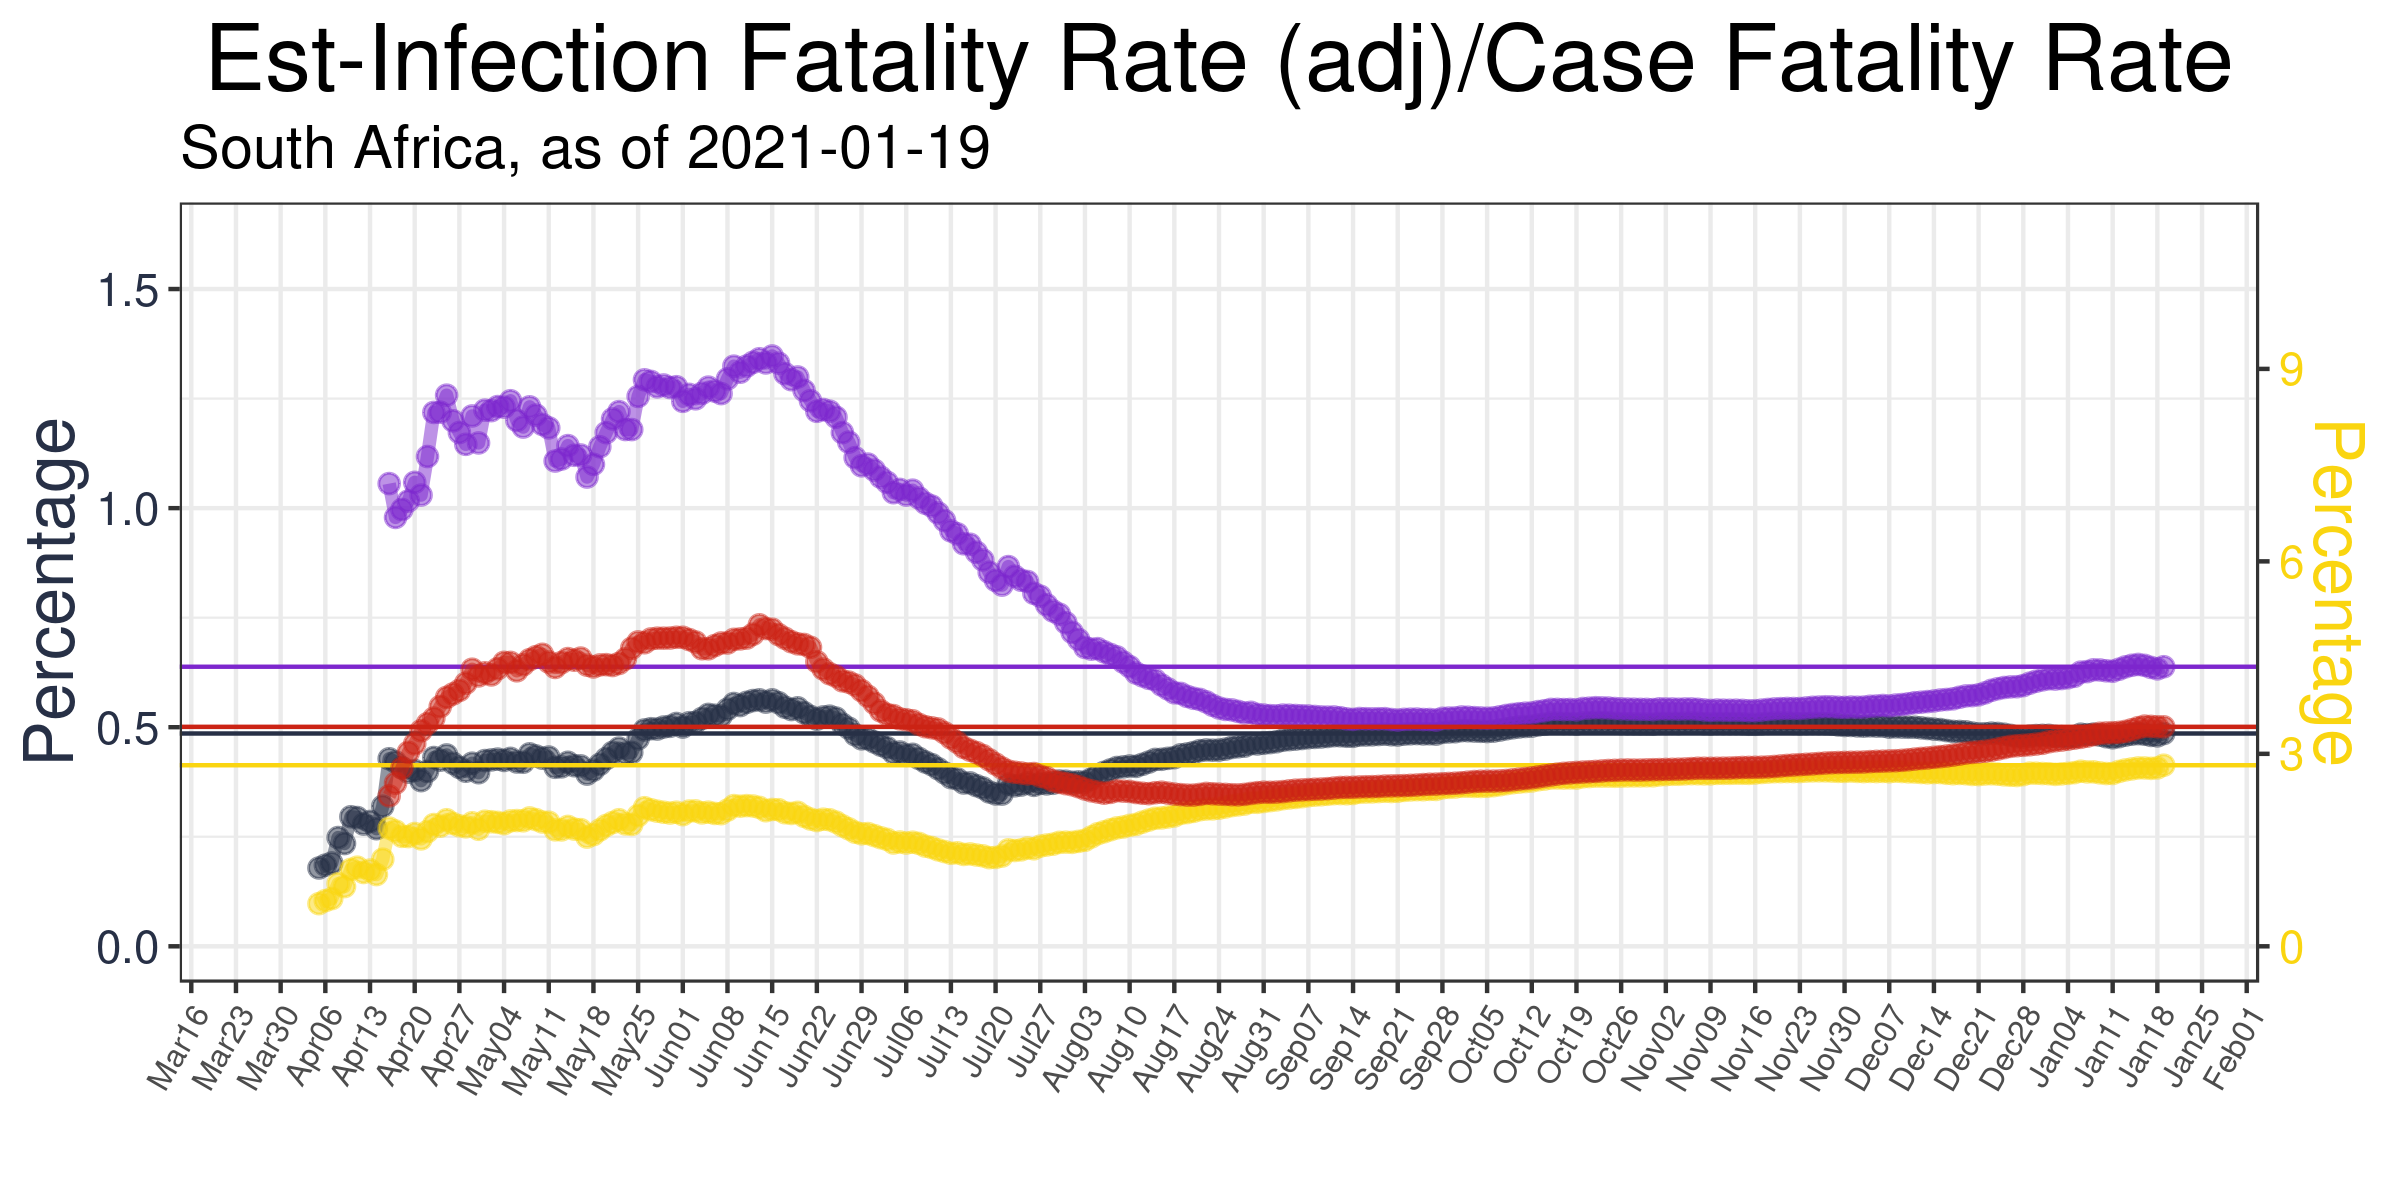 Est-Infection Fatality Rate (adj)/Case Fatality Rate
South Africa, as of 2021-01-19
Percentage
1.5
1.0
0.5
0.0
9
6
3
0
Percentage
Mar16
Mar23
Mar30
Apr06
Apr13
Apr20
Apr27
May04
May11
May18
May25
Jun01
Jun08
Jun15
Jun22
Jun29
Jul06
Jul13
Jul20
Jul27
Aug03
Aug10
Aug17
Aug24
Aug31
Sep07
Sep14
Sep21
Sep28
Oct05
Oct12
Oct19
Oct26
Nov02
Nov09
Nov16
Nov23
Nov30
Dec07
Dec14
Dec21
Dec28
Jan04
Jan11
Jan18
Jan25
Feb01